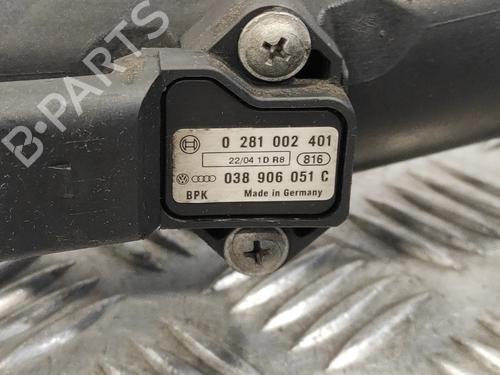 B-PARTS
0 281 002 401
22/04 1D R8 816
038 906 051 C
BPK Made in Germany